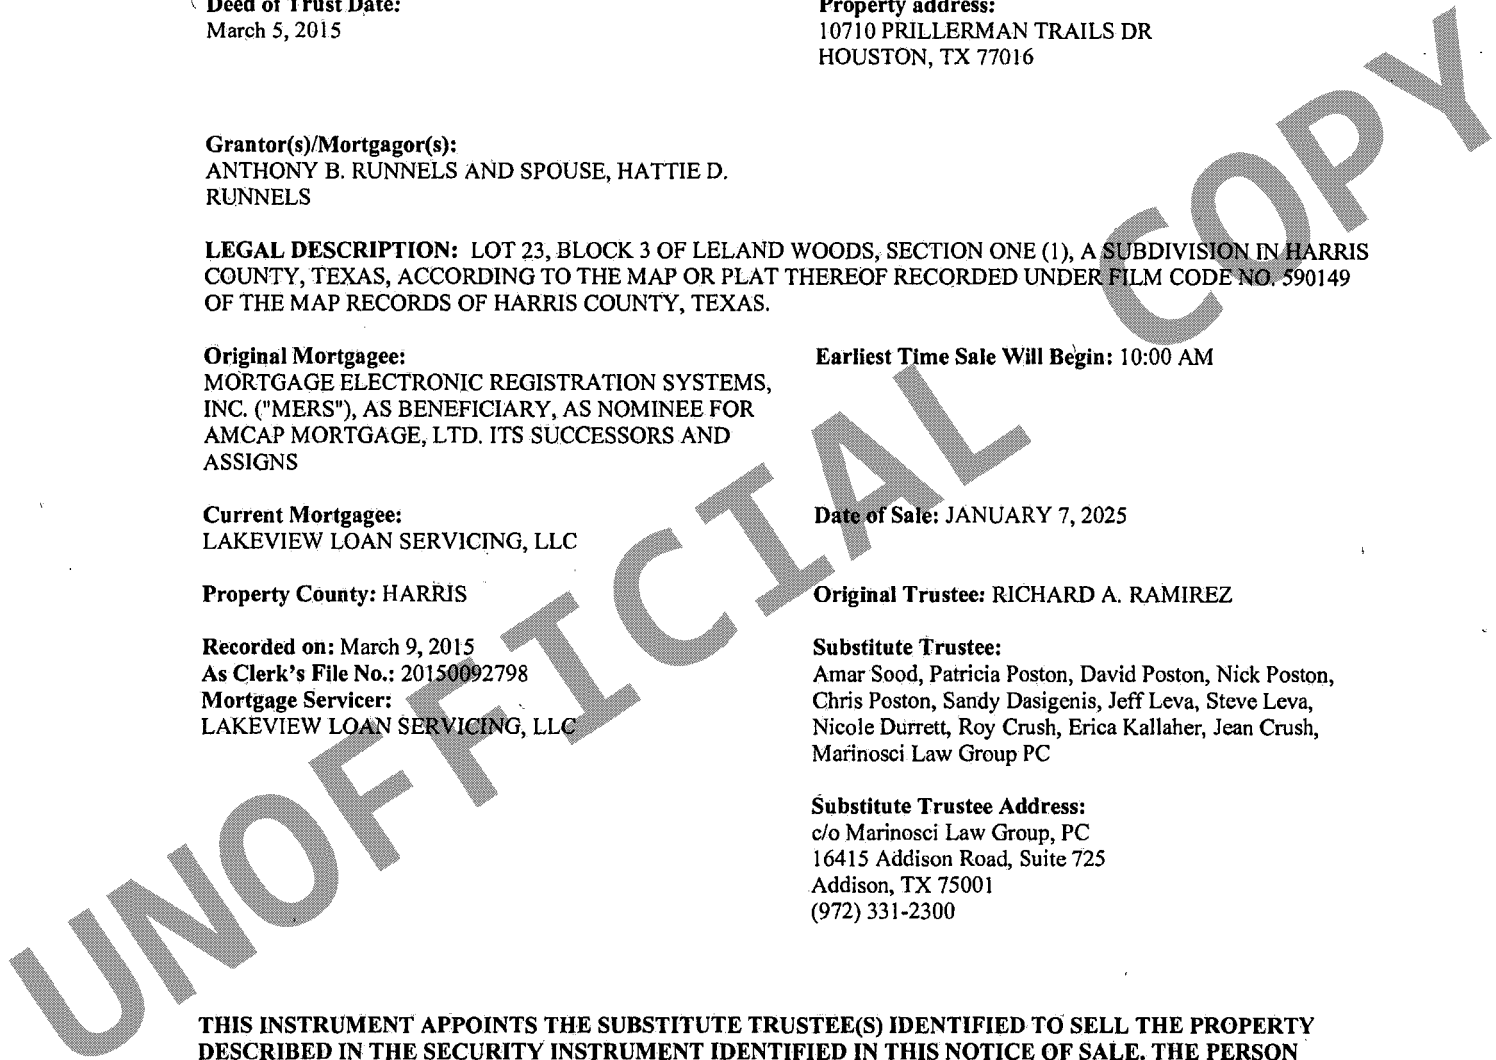 Deed of Trust Date:
March 5, 2015
Property address:
10710 PRILLERMAN TRAILS DR
HOUSTON, TX 77016
Grantor(s)/Mortgagor(s):
ANTHONY B. RUNNELS AND SPOUSE, HATTIE D.
RUNNELS
LEGAL DESCRIPTION: LOT 23, BLOCK 3 OF LELAND WOODS, SECTION ONE (1), A SUBDIVISION IN HARRIS
COUNTY, TEXAS, ACCORDING TO THE MAP OR PLAT THEREOF RECORDED UNDER FILM CODE NO. 590149
OF THE MAP RECORDS OF HARRIS COUNTY, TEXAS.
Original Mortgagee:
MORTGAGE ELECTRONIC REGISTRATION SYSTEMS,
INC. ("MERS"), AS BENEFICIARY, AS NOMINEE FOR
AMCAP MORTGAGE, LTD. ITS SUCCESSORS AND
ASSIGNS
Earliest Time Sale Will Begin: 10:00 AM
Current Mortgagee:
LAKEVIEW LOAN SERVICING, LLC
Date of Sale: JANUARY 7, 2025
Property County: HARRIS
Original Trustee: RICHARD A. RAMIREZ
Recorded on: March 9, 2015
As Clerk's File No.: 20150092798
Mortgage Servicer:
LAKEVIEW LOAN SERVICING, LLC
Substitute Trustee:
Amar Sood, Patricia Poston, David Poston, Nick Poston,
Chris Poston, Sandy Dasigenis, Jeff Leva, Steve Leva,
Nicole Durrett, Roy Crush, Erica Kallaher, Jean Crush,
Marinosci Law Group PC
Substitute Trustee Address:
c/o Marinosci Law Group, PC
16415 Addison Road, Suite 725
Addison, TX 75001
(972) 331-2300
THIS INSTRUMENT APPOINTS THE SUBSTITUTE TRUSTEE(S) IDENTIFIED TO SELL THE PROPERTY
DESCRIBED IN THE SECURITY INSTRUMENT IDENTIFIED IN THIS NOTICE OF SALE. THE PERSON
UNOFFICIAL COPY